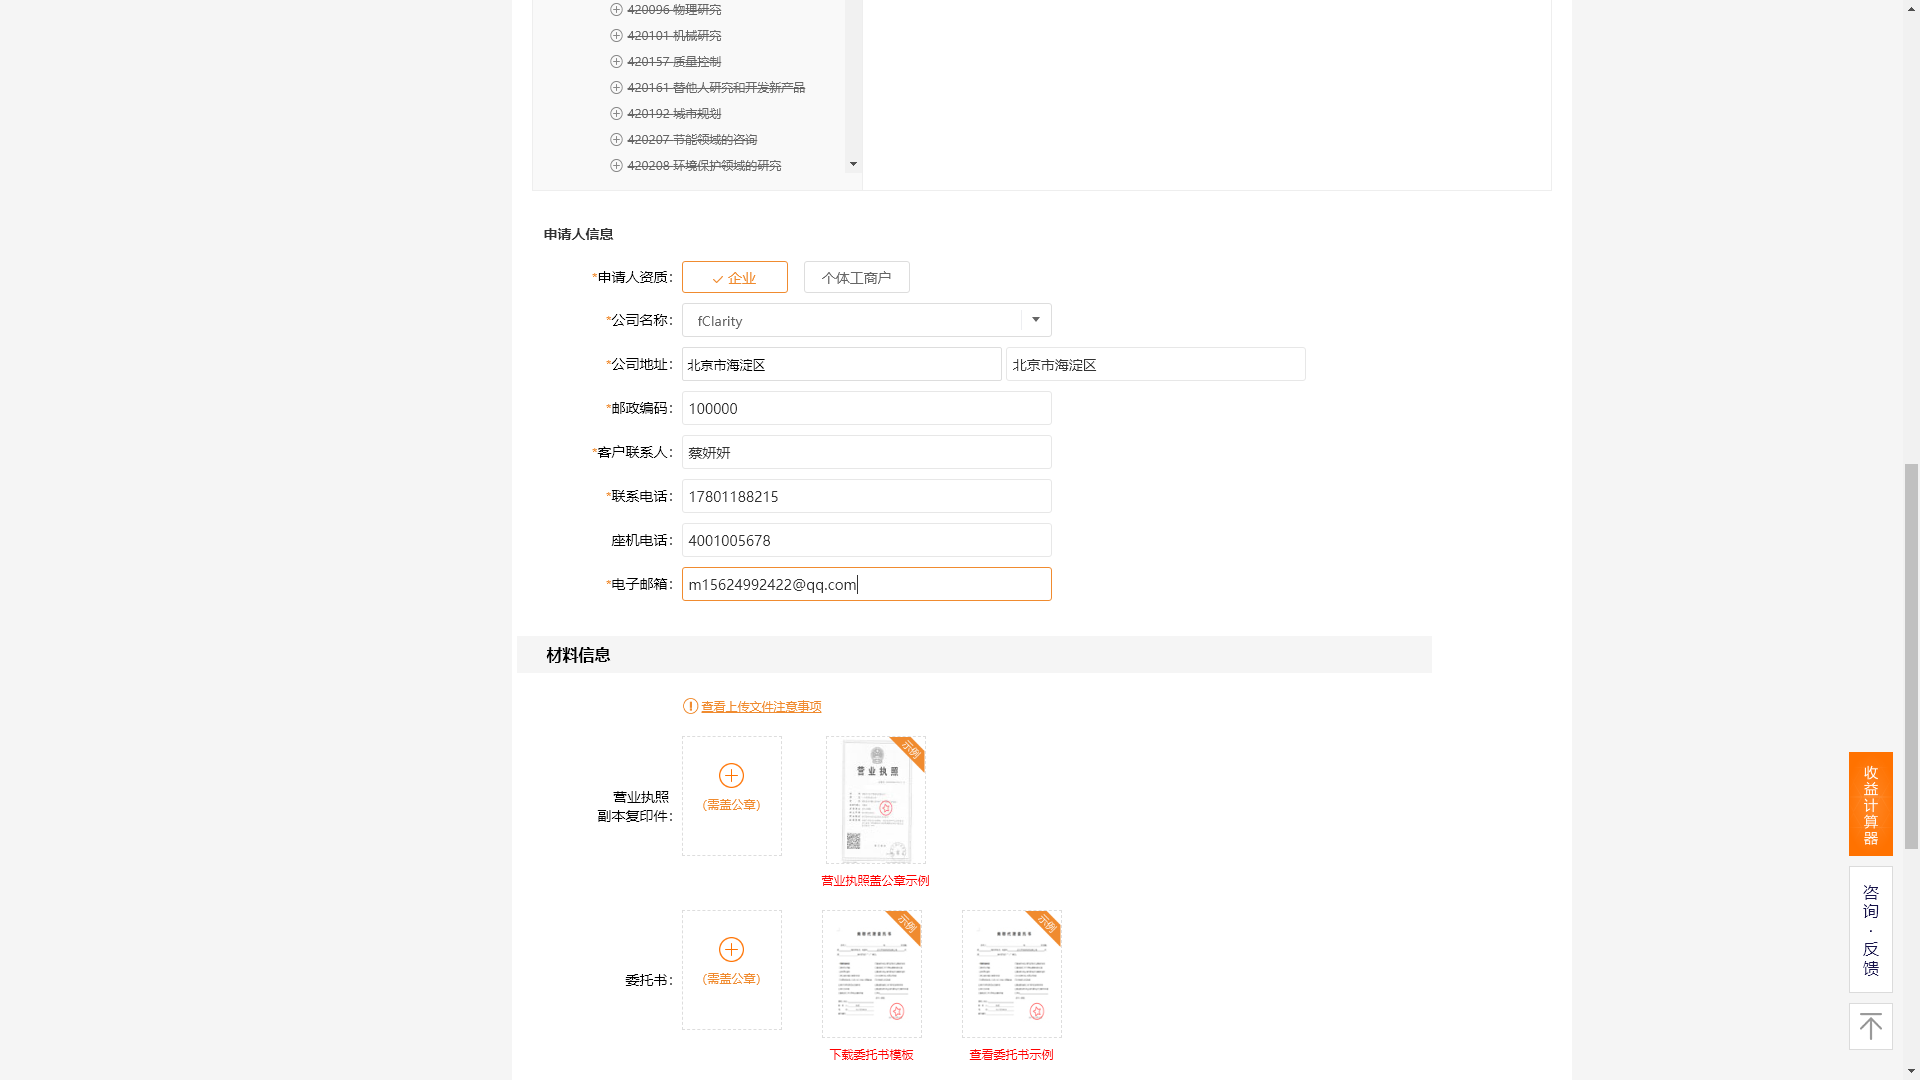 420096 物理研究
420101 机械研究
420157 质量控制
420161 替他人研究和开发新产品
420192 城市规划
420207 节能领域的咨询
420208 环境保护领域的研究
申请人信息
*申请人资质： 企业 个体工商户
*公司名称： fClarity
*公司地址： 北京市海淀区 北京市海淀区
*邮政编码： 100000
*客户联系人： 蔡妍妍
*联系电话： 17801188215
座机电话： 4001005678
*电子邮箱： m15624992422@qq.com
材料信息
查看上传文件注意事项
营业执照
副本复印件：
(需盖公章)
示例
营业执照
营业执照盖公章示例
委托书：
(需盖公章)
示例
下载委托书模板
示例
查看委托书示例
收益计算器
咨询·反馈